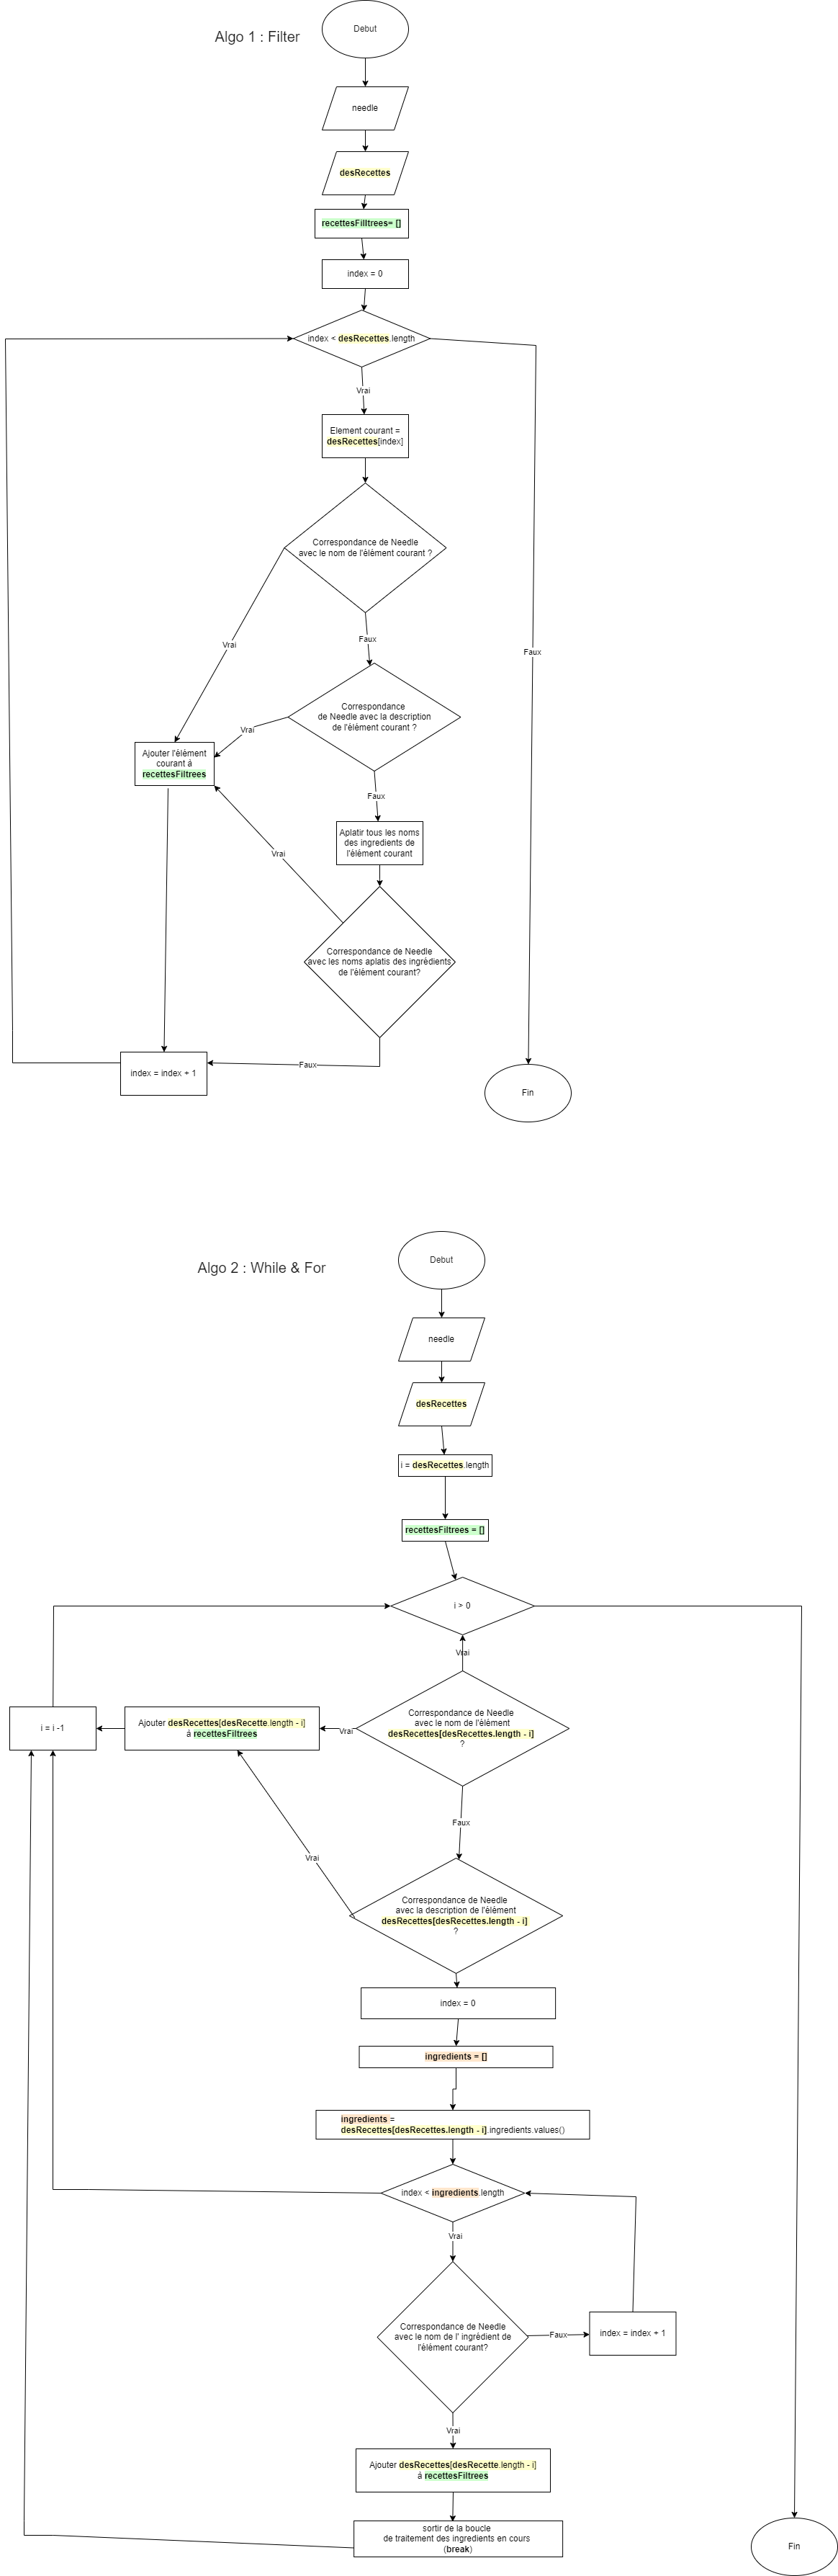 Algo 1 : Filter
Debut
needle
desRecettes
recettesFilltrees= []
index = 0
index < desRecettes.length
Vrai
Element courant =
desRecettes[index]
Correspondance de Needle
avec le nom de l'élément courant ?
Vrai
Faux
Faux
Correspondance
de Needle avec la description
de l'élément courant ?
Vrai
Ajouter l'élément
courant à
recettesFiltrees
Faux
Aplatir tous les noms
des ingredients de
l'élément courant
Vrai
Correspondance de Needle
avec les noms aplatis des ingrédients
de l'élément courant?
Faux
index = index + 1
Fin
Algo 2 : While & For
Debut
needle
desRecettes
i = desRecettes.length
recettesFiltrees = []
i > 0
Vrai
i = i -1
Ajouter desRecettes[desRecette.length - i]
à recettesFiltrees
Vrai
Correspondance de Needle
avec le nom de l'élément
desRecettes[desRecettes.length - i]
?
Faux
Vrai
Correspondance de Needle
avec la description de l'élément
desRecettes[desRecettes.length - i]
?
index = 0
ingredients = []
ingredients =
desRecettes[desRecettes.length - i].ingredients.values()
index < ingredients.length
Vrai
Correspondance de Needle
avec le nom de l' ingrédient de
l'élément courant?
Faux
index = index + 1
Vrai
Ajouter desRecettes[desRecette.length - i]
à recettesFiltrees
sortir de la boucle
de traitement des ingredients en cours
(break)
Fin